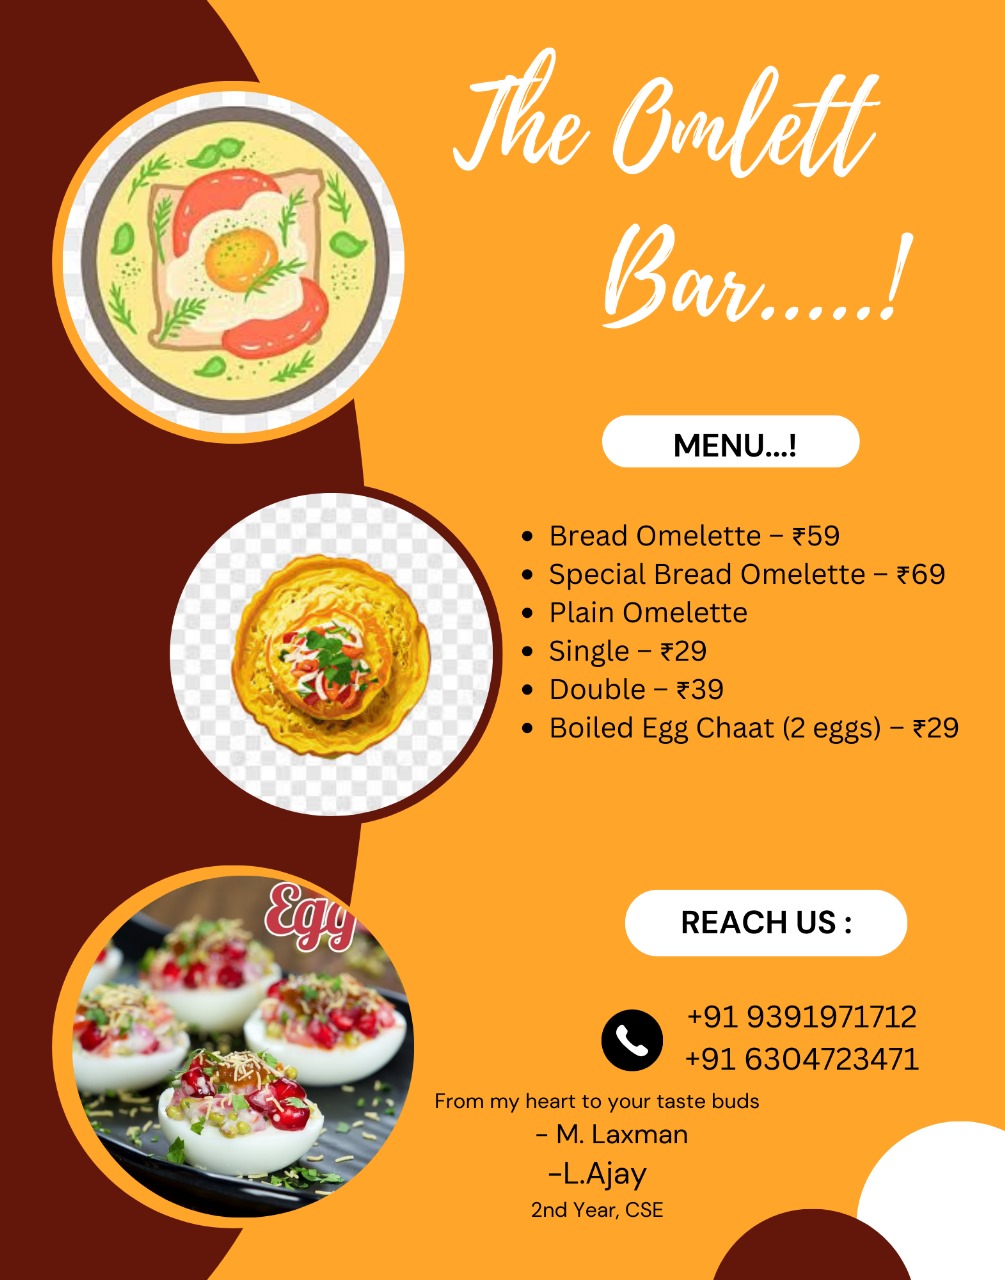 The Omlett
Bar.....!
MENU...!
• Bread Omelette – ₹59
• Special Bread Omelette – ₹69
• Plain Omelette
• Single – ₹29
• Double – ₹39
• Boiled Egg Chaat (2 eggs) – ₹29
Egg
REACH US :
+91 9391971712
+91 6304723471
From my heart to your taste buds
- M. Laxman
-L.Ajay
2nd Year, CSE